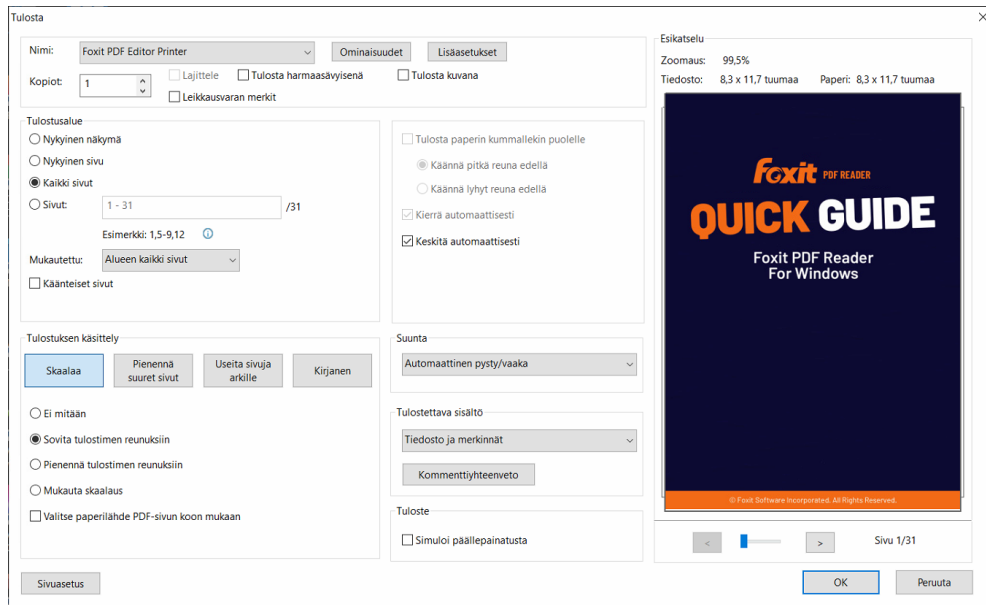 Tulosta
Nimi: Foxit PDF Editor Printer Ominaisuudet Lisäasetukset
Kopiot: 1 Lajittele Tulosta harmaasävyisenä Tulosta kuvana
Leikkausvaran merkit
Tulostusalue
Nykyinen näkymä
Nykyinen sivu
Kaikki sivut
Sivut: 1 - 31 /31
Esimerkki: 1,5-9,12
Mukautettu: Alueen kaikki sivut
Käänteiset sivut
Tulosta paperin kummallekin puolelle
Käännä pitkä reuna edellä
Käännä lyhyt reuna edellä
Kierrä automaattisesti
Keskitä automaattisesti
Tulostuksen käsittely
Skaalaa
Pienennä
suuret sivut
Useita sivuja
arkille
Kirjanen
Ei mitään
Sovita tulostimen reunuksiin
Pienennä tulostimen reunuksiin
Mukauta skaalaus
Valitse paperilähde PDF-sivun koon mukaan
Suunta
Automaattinen pysty/vaaka
Tulostettava sisältö
Tiedosto ja merkinnät
Kommenttiyhteenveto
Tuloste
Simuloi päällepainatusta
Esikatselu
Zoomaus: 99,5%
Tiedosto: 8,3 x 11,7 tuumaa Paperi: 8,3 x 11,7 tuumaa
Foxit PDF READER
QUICK GUIDE
Foxit PDF Reader
For Windows
© Foxit Software Incorporated. All Rights Reserved.
< > Sivu 1/31
Sivuasetus OK Peruuta